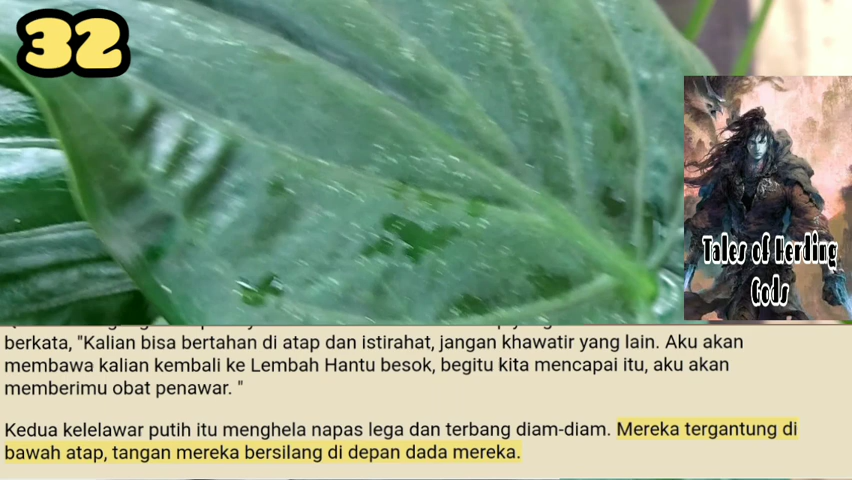 32
Tales of Herding
Gods
berkata, "Kalian bisa bertahan di atap dan istirahat, jangan khawatir yang lain. Aku akan
membawa kalian kembali ke Lembah Hantu besok, begitu kita mencapai itu, aku akan
memberimu obat penawar. "
Kedua kelelawar putih itu menghela napas lega dan terbang diam-diam. Mereka tergantung di
bawah atap, tangan mereka bersilang di depan dada mereka.